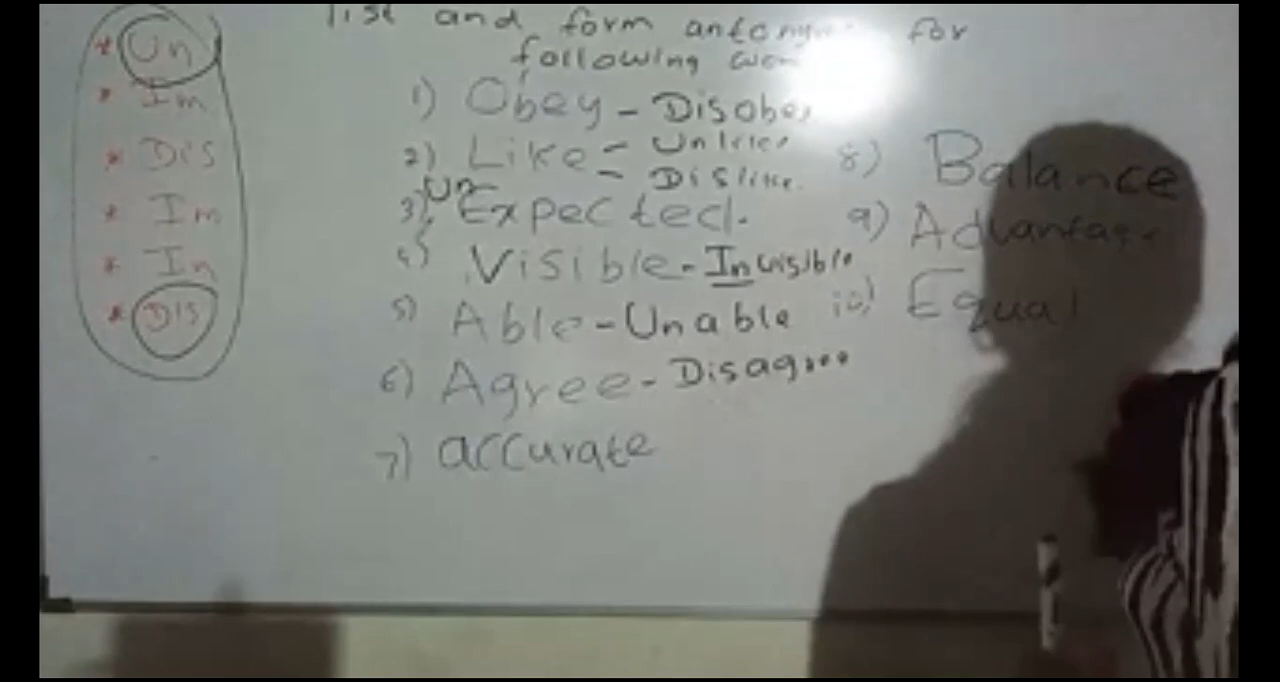 list and form for
following
* Un
* Im
* Dis
* Im
* In
* Dis
1) Obey - Disobey
2) Like - Unlike
- Dislike.
3) Un Expected.
4) Visible - Invisible
5) Able - Unable
6) Agree - Disagree
7) accurate
8) Balance
9) Advantage
10) Equal